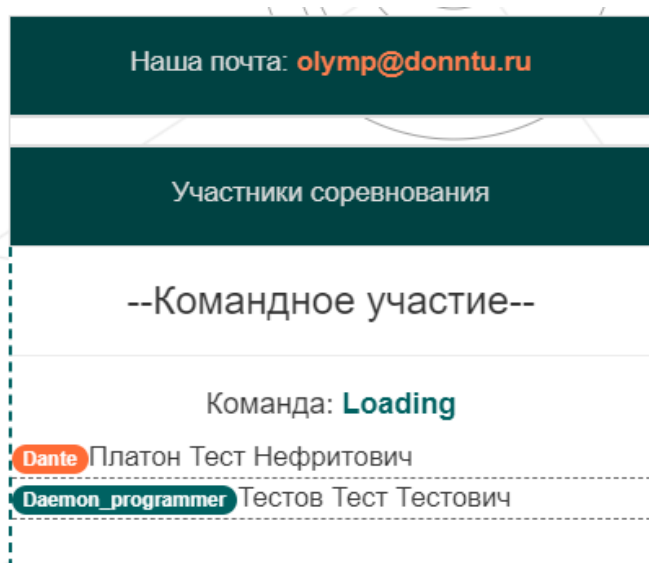 Наша почта: olymp@donntu.ru
Участники соревнования
--Командное участие--
Команда: Loading
Dante Платон Тест Нефритович
Daemon_programmer Тестов Тест Тестович